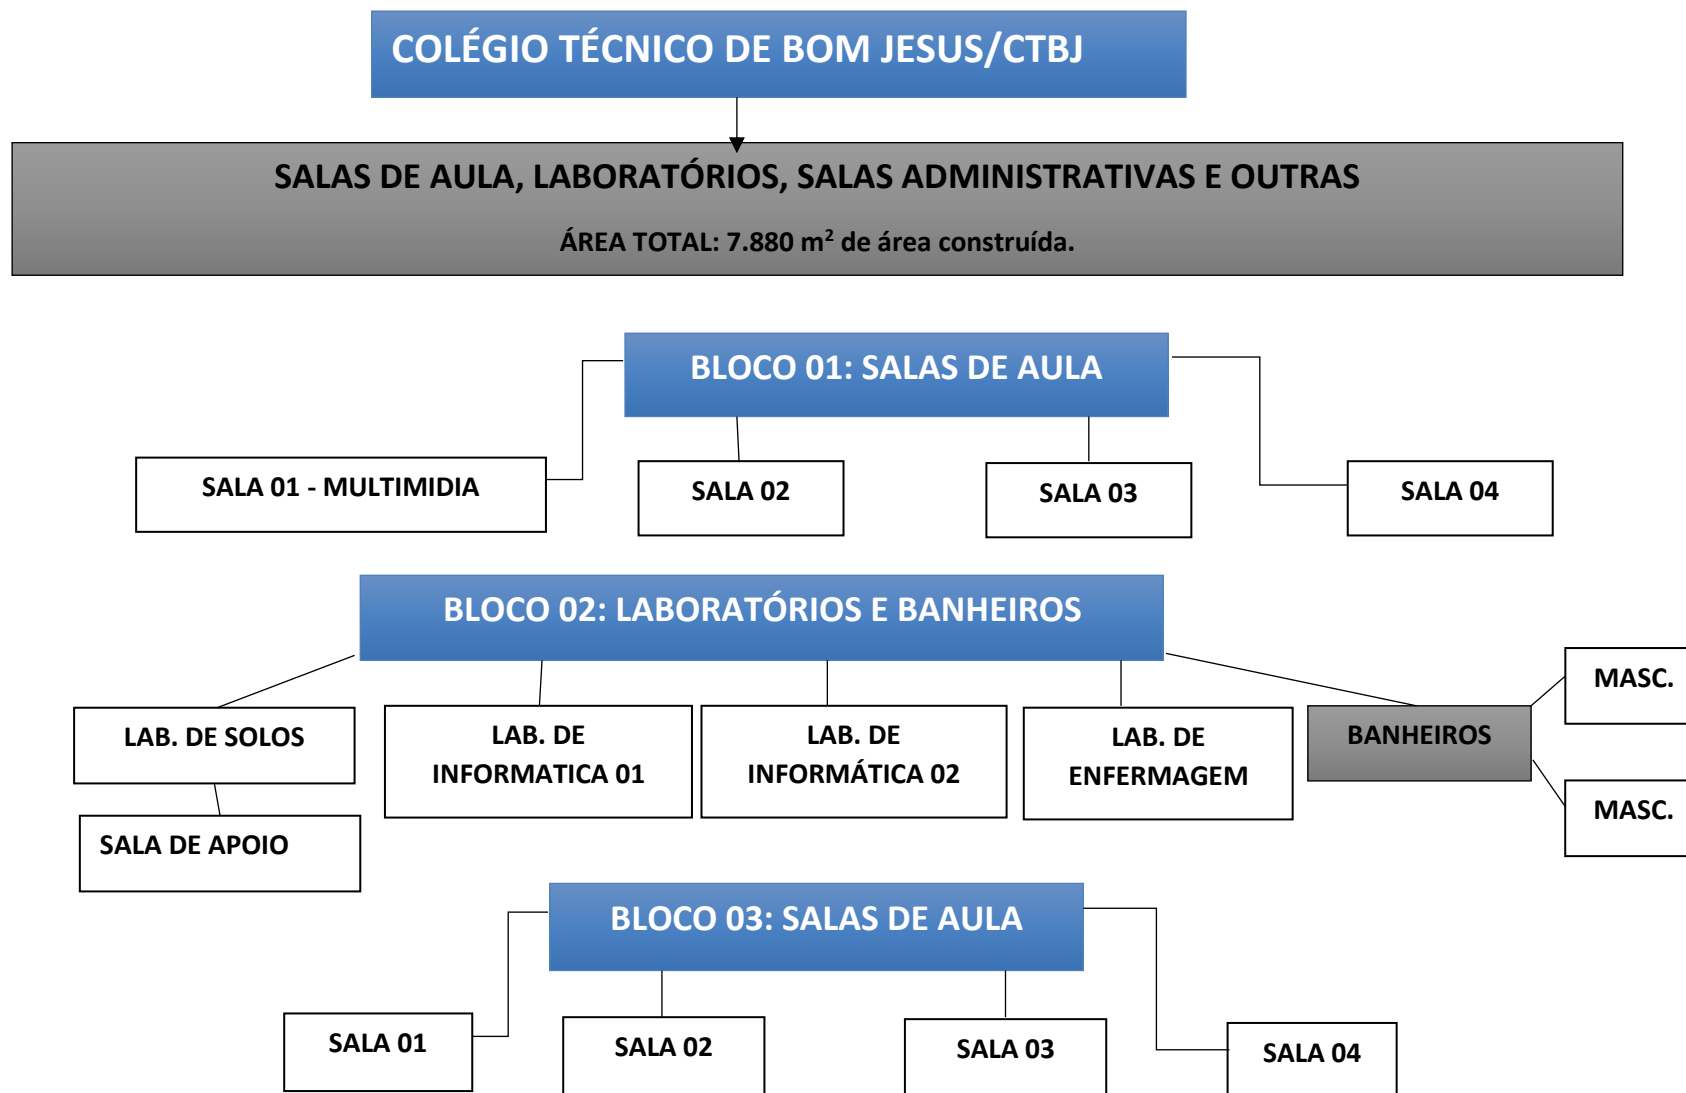 COLÉGIO TÉCNICO DE BOM JESUS/CTBJ
SALAS DE AULA, LABORATÓRIOS, SALAS ADMINISTRATIVAS E OUTRAS
ÁREA TOTAL: 7.880 m² de área construída.
BLOCO 01: SALAS DE AULA
SALA 01 - MULTIMIDIA
SALA 02
SALA 03
SALA 04
BLOCO 02: LABORATÓRIOS E BANHEIROS
LAB. DE SOLOS
SALA DE APOIO
LAB. DE
INFORMATICA 01
LAB. DE
INFORMÁTICA 02
LAB. DE
ENFERMAGEM
BANHEIROS
MASC.
MASC.
BLOCO 03: SALAS DE AULA
SALA 01
SALA 02
SALA 03
SALA 04